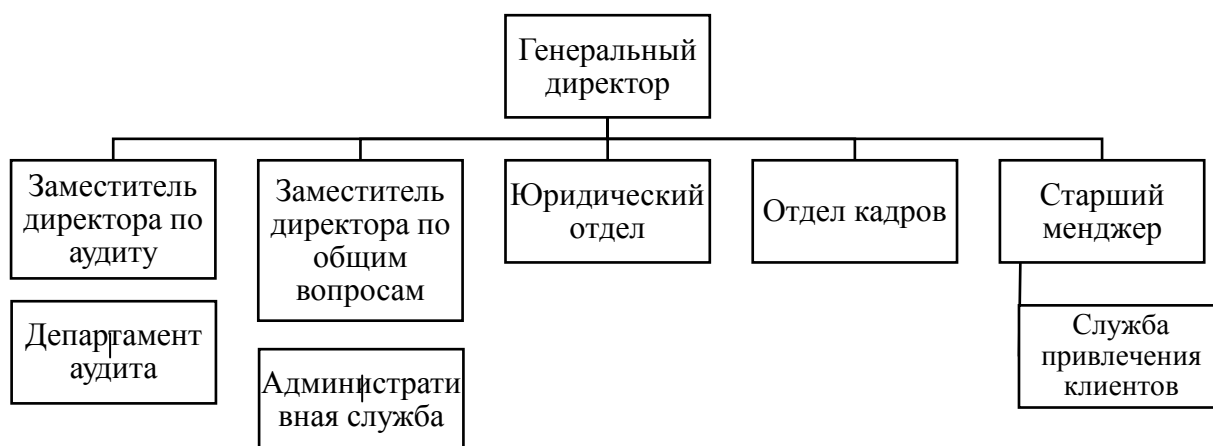 Генеральный
директор
Заместитель
директора по
аудиту
Заместитель
директора по
общим
вопросам
Юридический
отдел
Отдел кадров
Старший
менджер
Департамент
аудита
Административ
вная служба
Служба
привлечения
клиентов